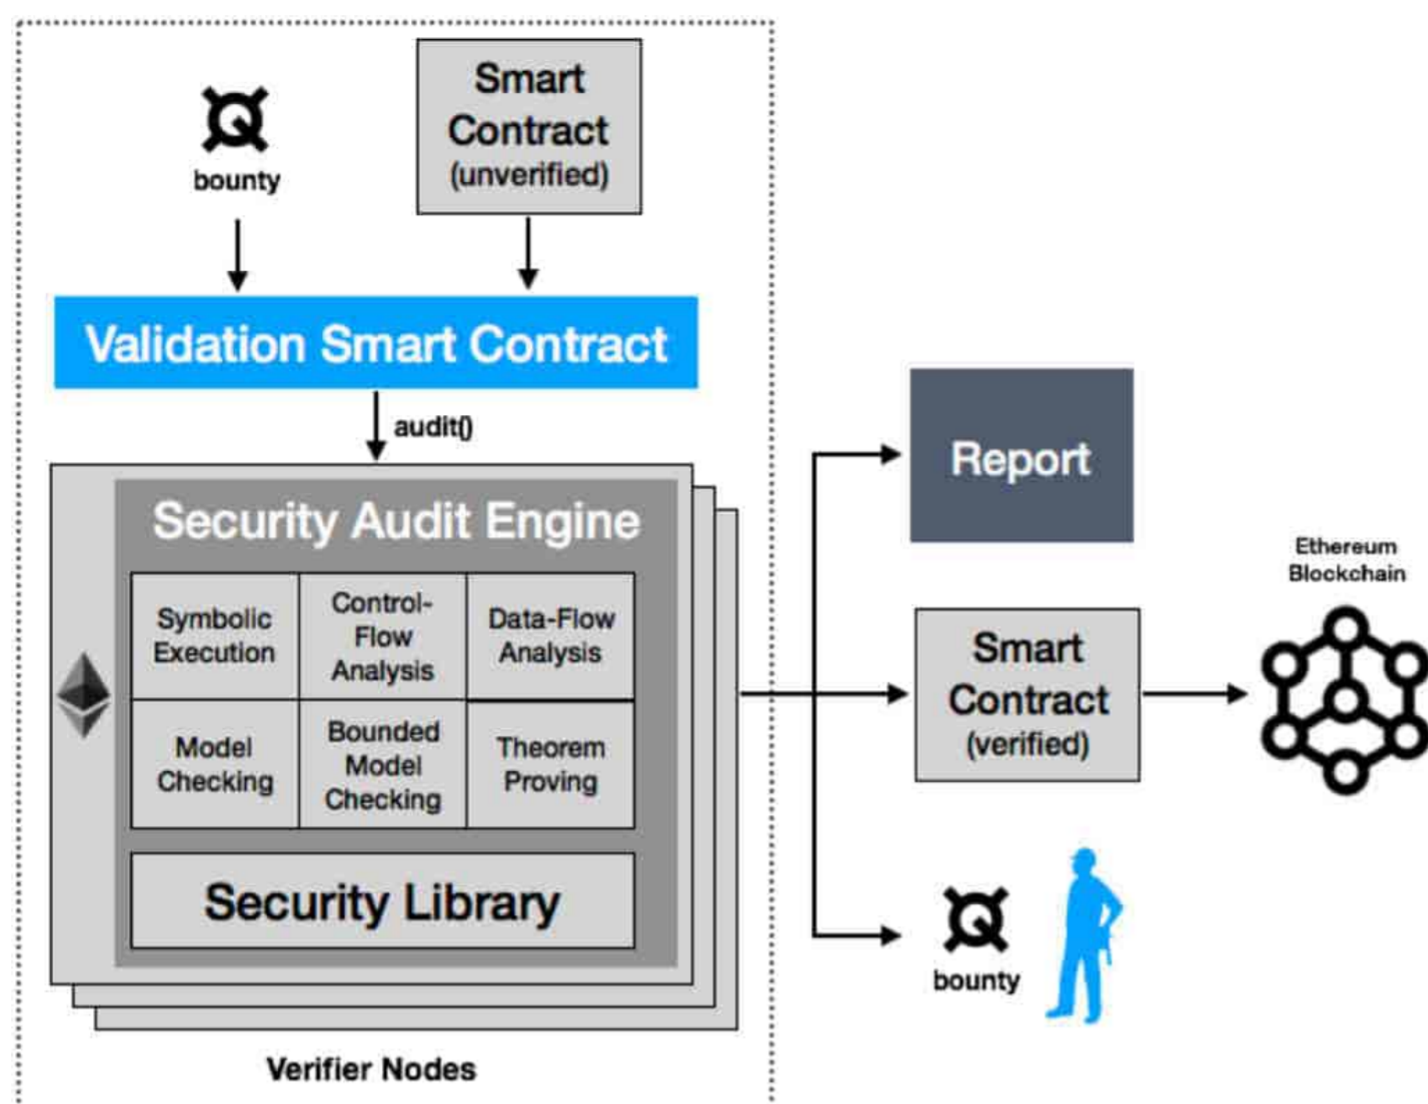 Smart
Contract
(unverified)
bounty
Validation Smart Contract
audit()
Security Audit Engine
Symbolic
Execution
Control-
Flow
Analysis
Data-Flow
Analysis
Model
Checking
Bounded
Model
Checking
Theorem
Proving
Security Library
Verifier Nodes
Report
Smart
Contract
(verified)
Ethereum
Blockchain
bounty